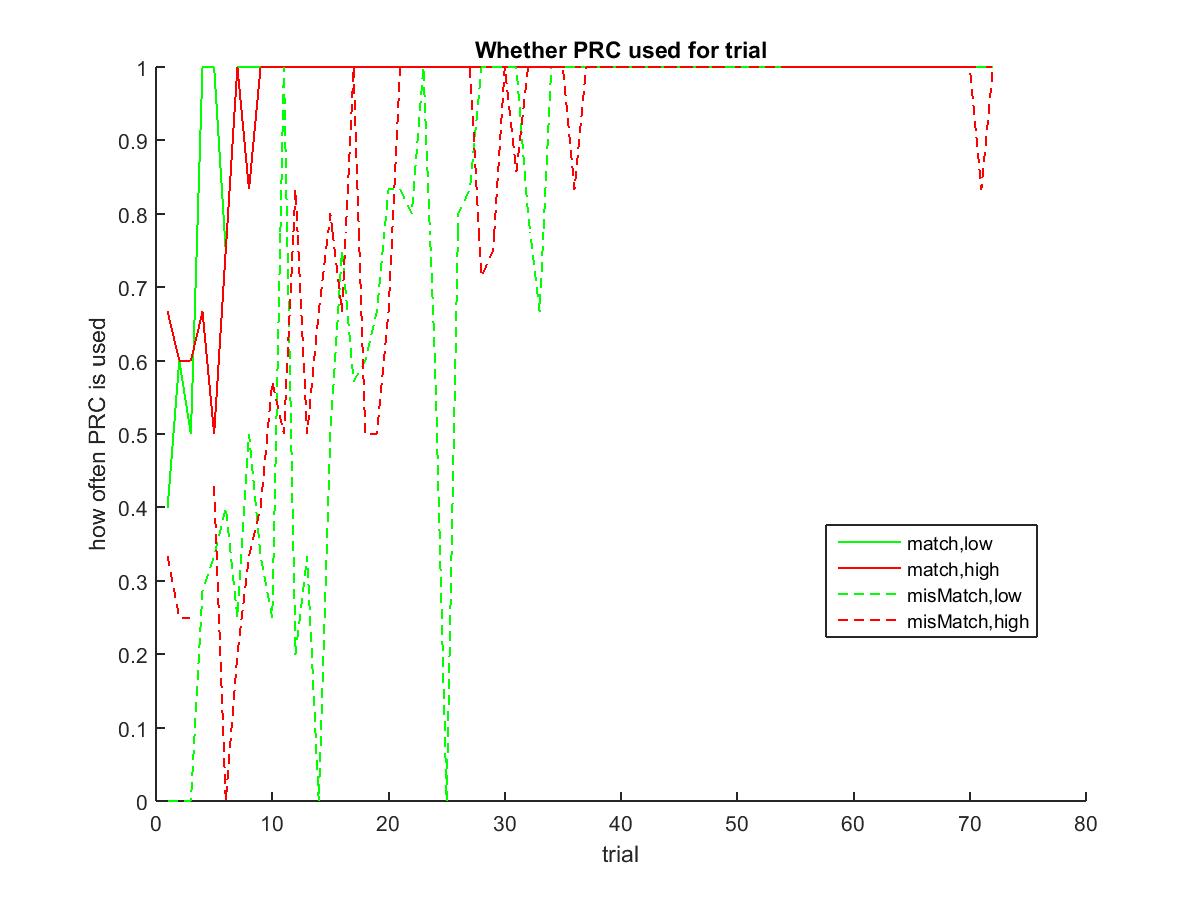 Whether PRC used for trial
how often PRC is used
1
0.9
0.8
0.7
0.6
0.5
0.4
0.3
0.2
0.1
0
0 10 20 30 40 50 60 70 80
trial
match,low
match,high
misMatch,low
misMatch,high